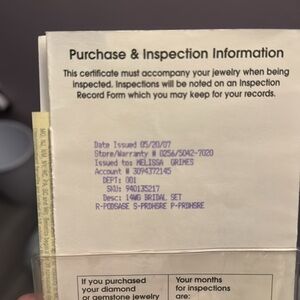 Purchase & Inspection Information
This certificate must accompany your jewelry when being
inspected. Inspections will be noted on an Inspection
Record Form which you may keep for your records.
Date Issued 05/20/07
Store/Warranty # 0256/5042-7020
Issued to: MELISSA GRIMES
Account # 3094372145
DEPT: 001
SKU: 940135217
Desc: 14WG BRIDAL SET
R-PODSASE S-PRDHSRE P-PRDHSRE
If you purchased
your diamond
or gemstone jewelry
Your months
for inspections
are: